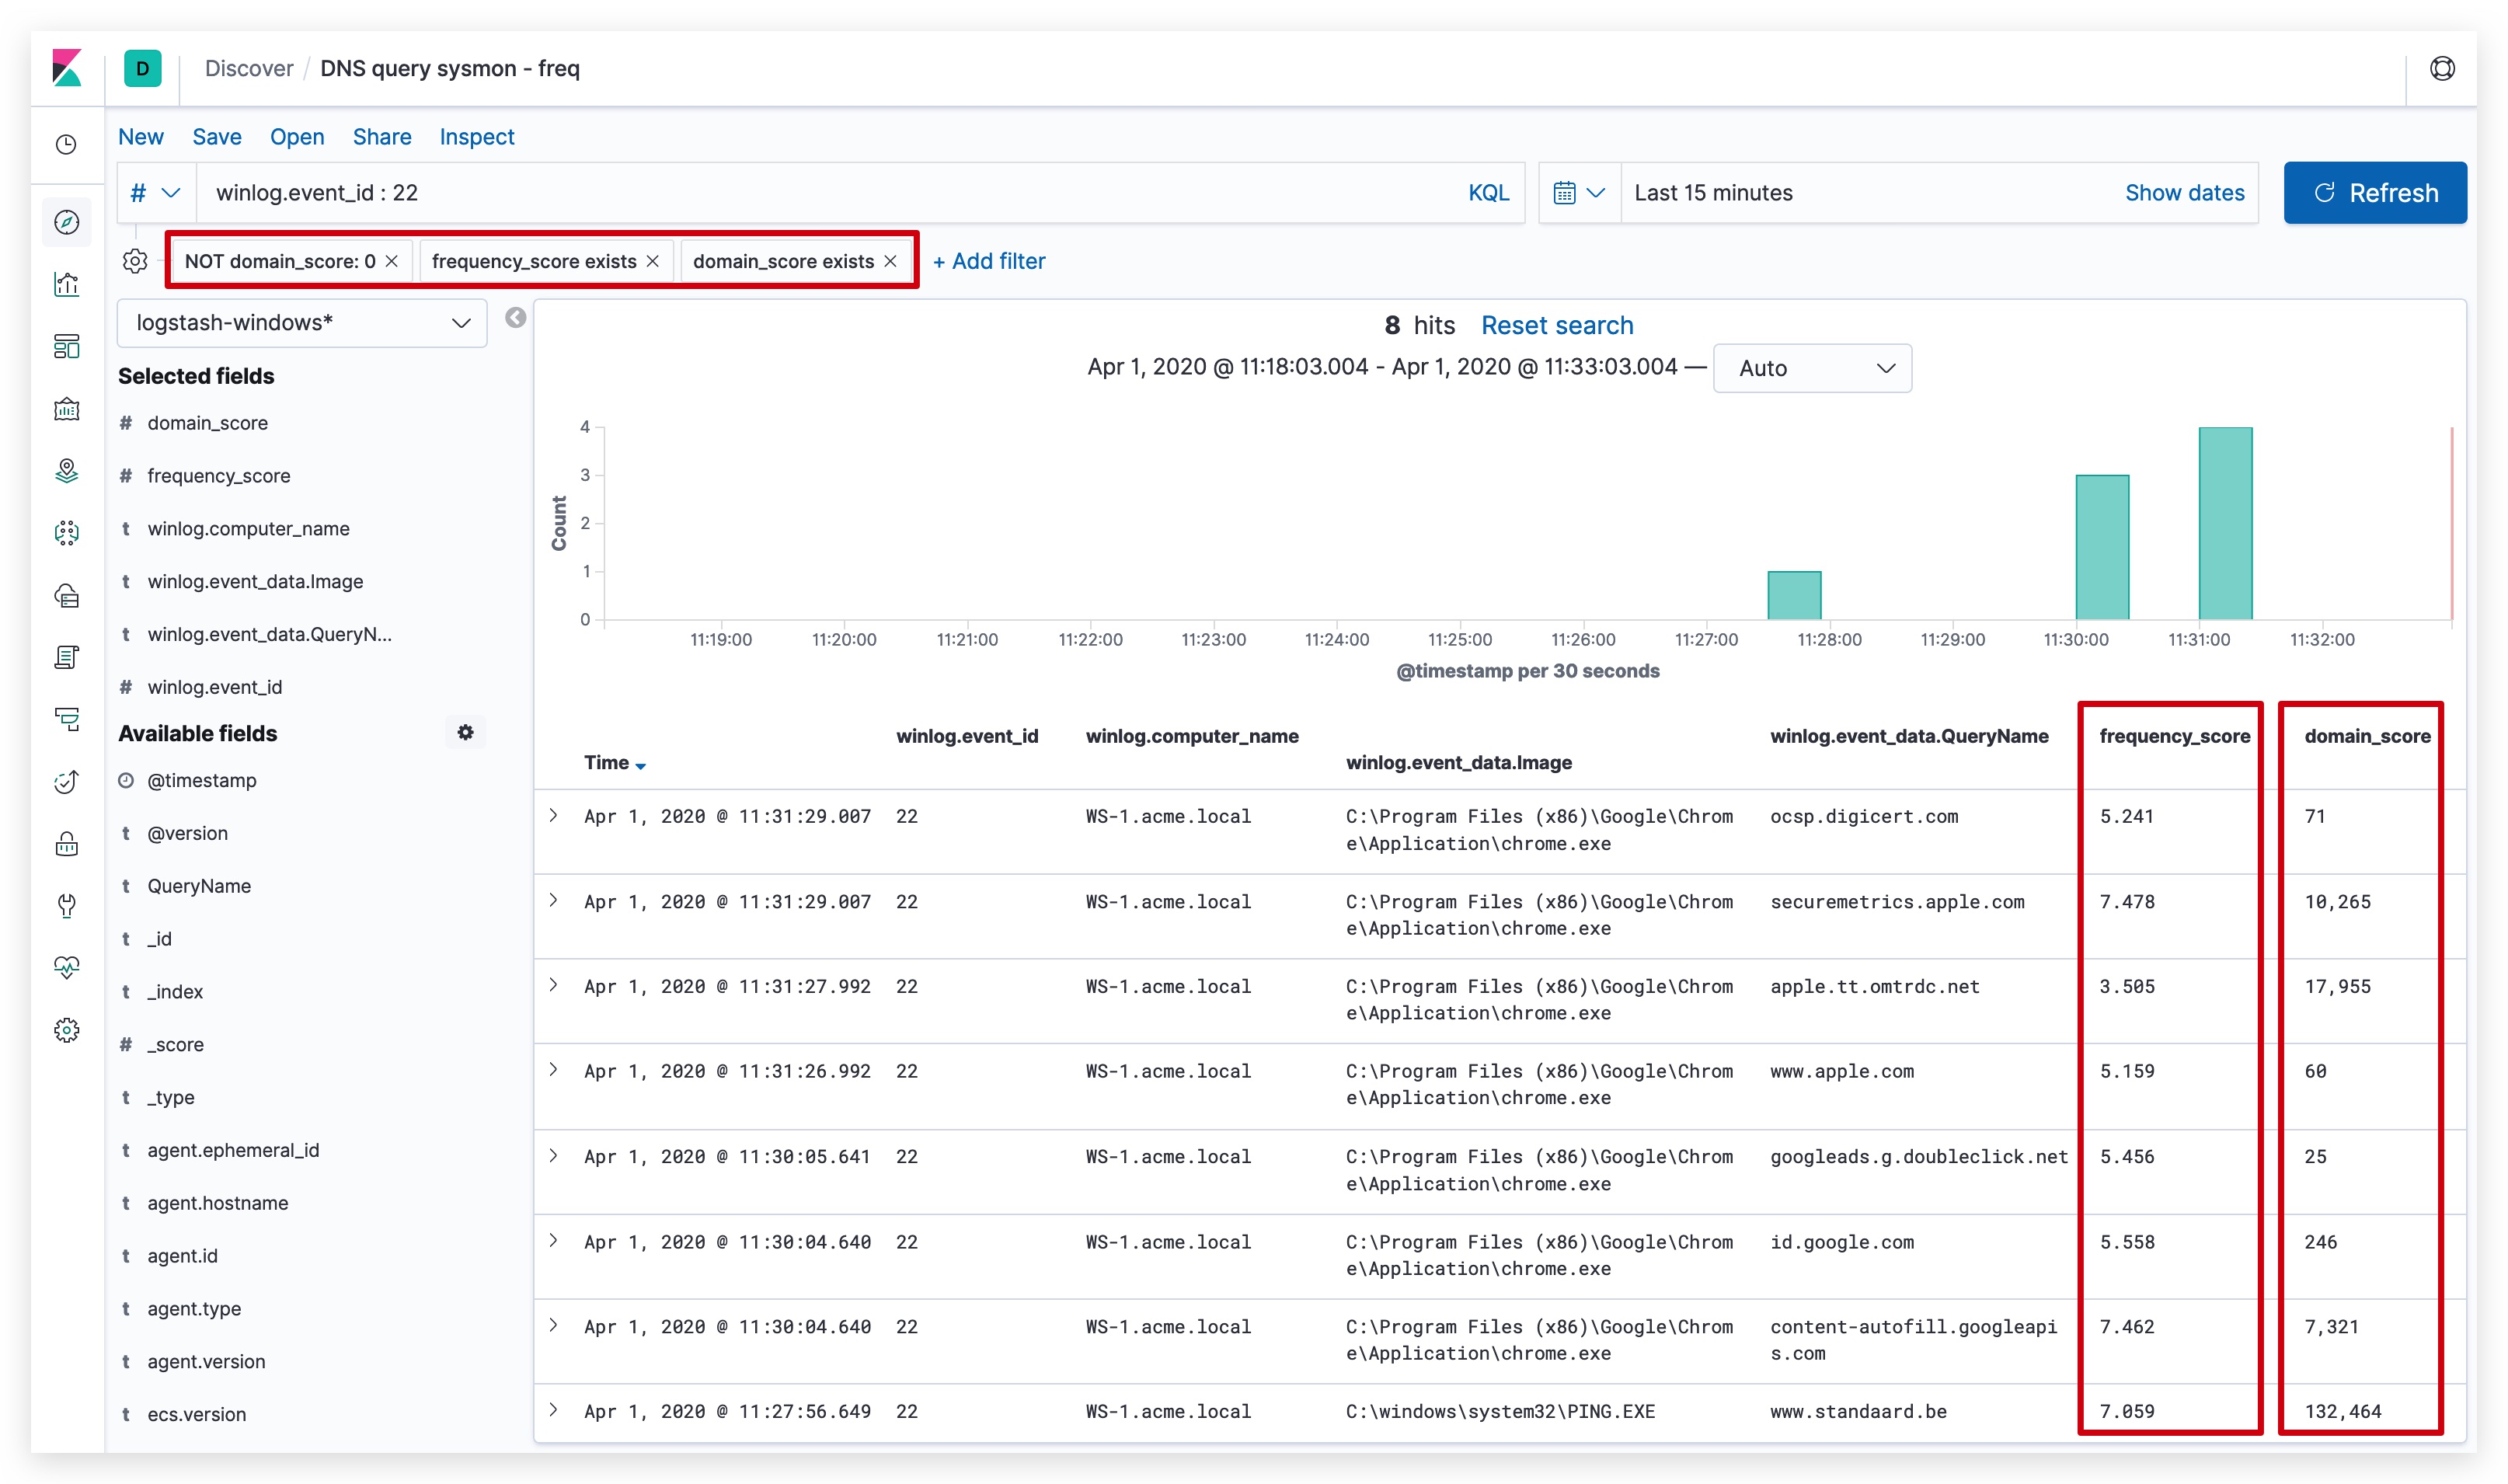 D Discover / DNS query sysmon - freq
New Save Open Share Inspect
# winlog.event_id : 22 KQL Last 15 minutes Show dates Refresh
NOT domain_score: 0 × frequency_score exists × domain_score exists × + Add filter
logstash-windows*
Selected fields
# domain_score
# frequency_score
t winlog.computer_name
t winlog.event_data.Image
t winlog.event_data.QueryN...
# winlog.event_id
Available fields
@timestamp
t @version
t QueryName
t _id
t _index
# _score
t _type
t agent.ephemeral_id
t agent.hostname
t agent.id
t agent.type
t agent.version
t ecs.version
8 hits Reset search
Apr 1, 2020 @ 11:18:03.004 - Apr 1, 2020 @ 11:33:03.004 — Auto
Count
4
3
2
1
0
11:19:00 11:20:00 11:21:00 11:22:00 11:23:00 11:24:00 11:25:00 11:26:00 11:27:00 11:28:00 11:29:00 11:30:00 11:31:00 11:32:00
@timestamp per 30 seconds
Time winlog.event_id winlog.computer_name winlog.event_data.Image winlog.event_data.QueryName frequency_score domain_score
Apr 1, 2020 @ 11:31:29.007 22 WS-1.acme.local C:\Program Files (x86)\Google\Chrom ocsp.digicert.com 5.241 71
e\Application\chrome.exe
Apr 1, 2020 @ 11:31:29.007 22 WS-1.acme.local C:\Program Files (x86)\Google\Chrom securemetrics.apple.com 7.478 10,265
e\Application\chrome.exe
Apr 1, 2020 @ 11:31:27.992 22 WS-1.acme.local C:\Program Files (x86)\Google\Chrom apple.tt.omtrdc.net 3.505 17,955
e\Application\chrome.exe
Apr 1, 2020 @ 11:31:26.992 22 WS-1.acme.local C:\Program Files (x86)\Google\Chrom www.apple.com 5.159 60
e\Application\chrome.exe
Apr 1, 2020 @ 11:30:05.641 22 WS-1.acme.local C:\Program Files (x86)\Google\Chrom googleads.g.doubleclick.net 5.456 25
e\Application\chrome.exe
Apr 1, 2020 @ 11:30:04.640 22 WS-1.acme.local C:\Program Files (x86)\Google\Chrom id.google.com 5.558 246
e\Application\chrome.exe
Apr 1, 2020 @ 11:30:04.640 22 WS-1.acme.local C:\Program Files (x86)\Google\Chrom content-autofill.googleapi 7.462 7,321
e\Application\chrome.exe s.com
Apr 1, 2020 @ 11:27:56.649 22 WS-1.acme.local C:\windows\system32\PING.EXE www.standaard.be 7.059 132,464